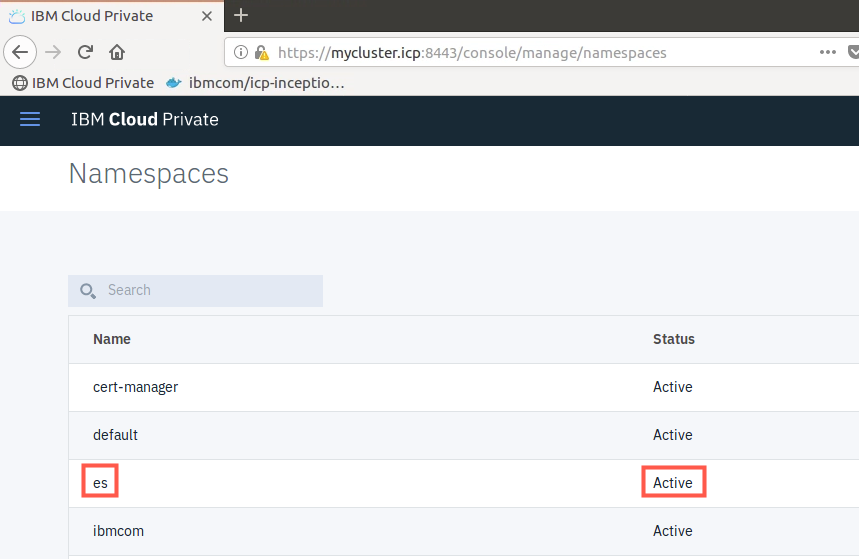 IBM Cloud Private
https://mycluster.icp:8443/console/manage/namespaces
IBM Cloud Private ibmcom/icp-inceptio…
IBM Cloud Private
Namespaces
Search
Name Status
cert-manager Active
default Active
es Active
ibmcom Active